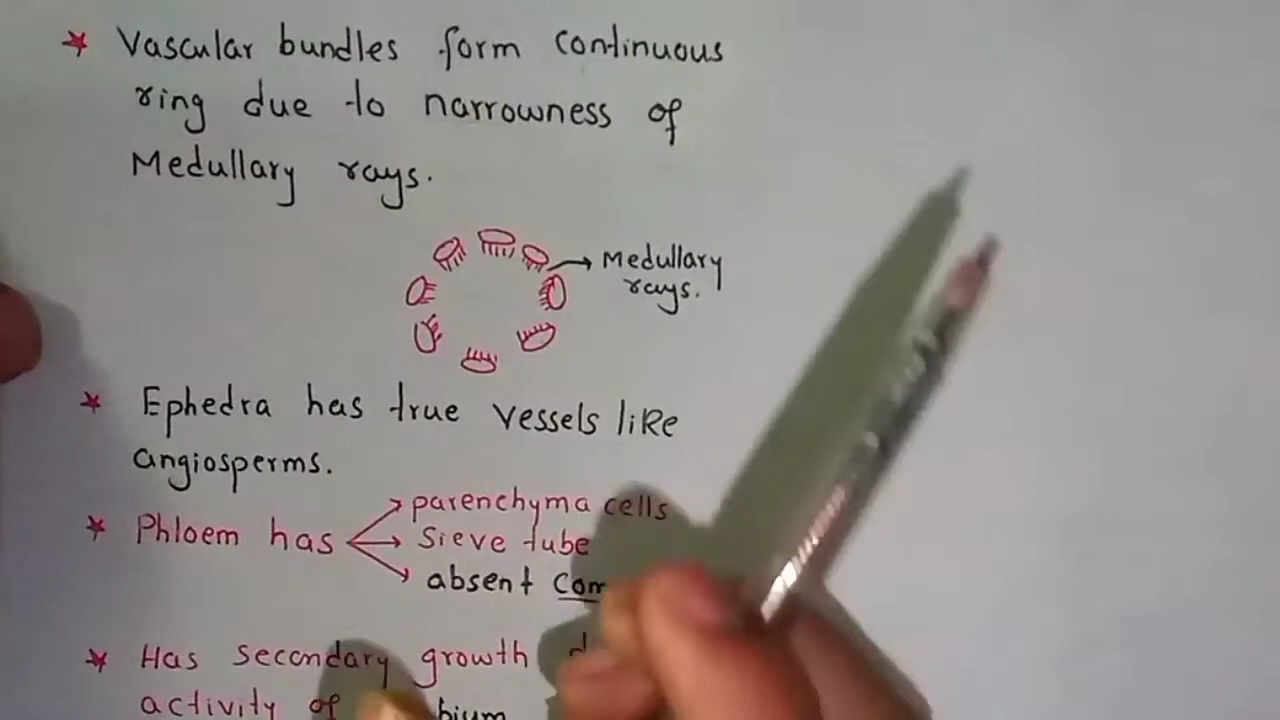 * Vascular bundles form continuous
ring due to narrowness of
Medullary rays.
Medullary
rays.
* Ephedra has true vessels like
angiosperms.
* Phloem has
parenchyma cells
Sieve tube
absent
* Has secondary growth
activity of